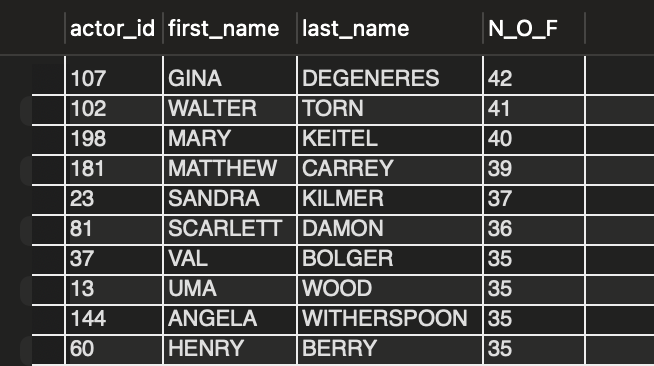 actor_id first_name last_name N_O_F
107 GINA DEGENERES 42
102 WALTER TORN 41
198 MARY KEITEL 40
181 MATTHEW CARREY 39
23 SANDRA KILMER 37
81 SCARLETT DAMON 36
37 VAL BOLGER 35
13 UMA WOOD 35
144 ANGELA WITHERSPOON 35
60 HENRY BERRY 35